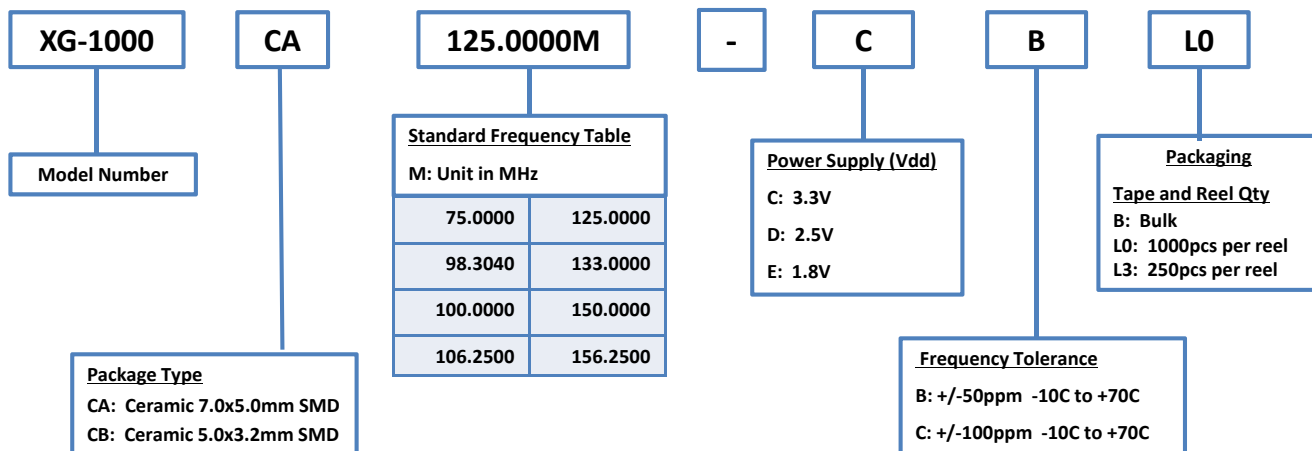 XG-1000 CA 125.0000M - C B L0
Model Number
Standard Frequency Table
M: Unit in MHz
75.0000 125.0000
98.3040 133.0000
100.0000 150.0000
106.2500 156.2500
Power Supply (Vdd)
C: 3.3V
D: 2.5V
E: 1.8V
Packaging
Tape and Reel Qty
B: Bulk
L0: 1000pcs per reel
L3: 250pcs per reel
Package Type
CA: Ceramic 7.0x5.0mm SMD
CB: Ceramic 5.0x3.2mm SMD
Frequency Tolerance
B: +/-50ppm -10C to +70C
C: +/-100ppm -10C to +70C